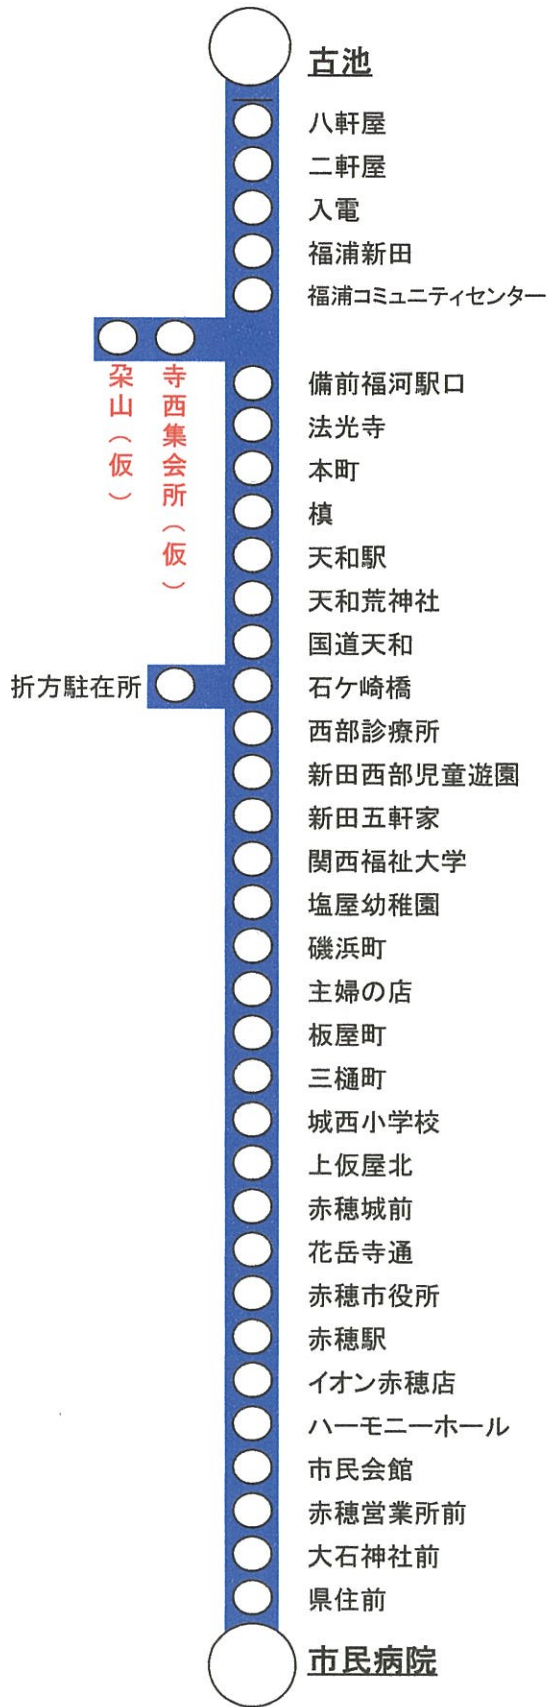 古池
八軒屋
二軒屋
入電
福浦新田
福浦コミュニティセンター
朶山（仮）
寺西集会所（仮）
備前福河駅口
法光寺
本町
槙
天和駅
天和荒神社
国道天和
折方駐在所
石ケ崎橋
西部診療所
新田西部児童遊園
新田五軒家
関西福祉大学
塩屋幼稚園
磯浜町
主婦の店
板屋町
三樋町
城西小学校
上仮屋北
赤穂城前
花岳寺通
赤穂市役所
赤穂駅
イオン赤穂店
ハーモニーホール
市民会館
赤穂営業所前
大石神社前
県住前
市民病院